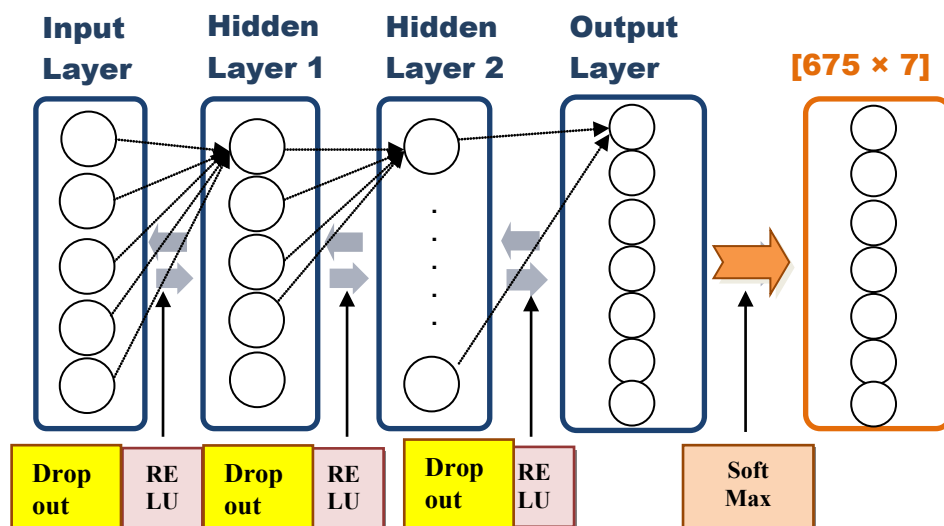 Input
Layer
Hidden
Layer 1
Hidden
Layer 2
Output
Layer
[675 × 7]
Drop
out
RE
LU
Drop
out
RE
LU
Drop
out
RE
LU
Soft
Max